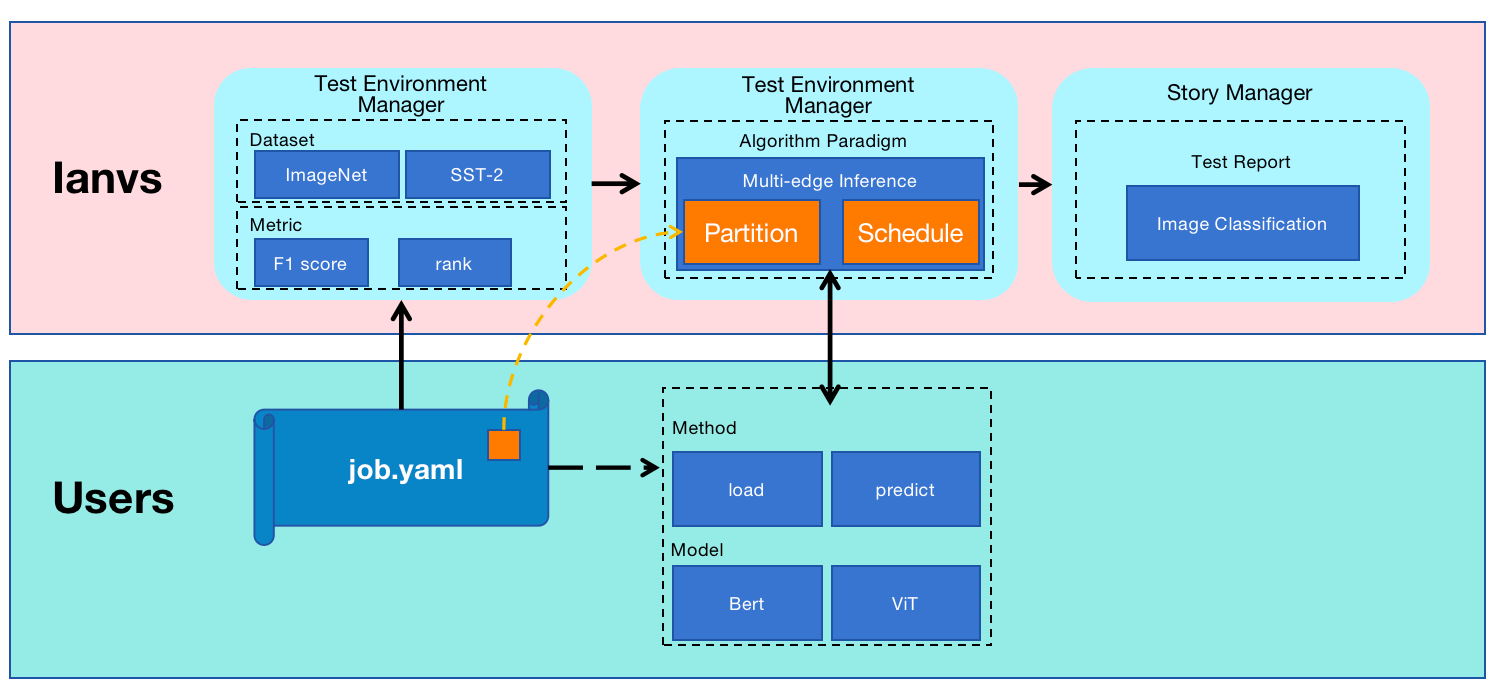 Ianvs
Test Environment
Manager
Dataset
ImageNet
SST-2
Metric
F1 score
rank
Test Environment
Manager
Algorithm Paradigm
Multi-edge Inference
Partition
Schedule
Story Manager
Test Report
Image Classification
Users
job.yaml
Method
load
predict
Model
Bert
ViT